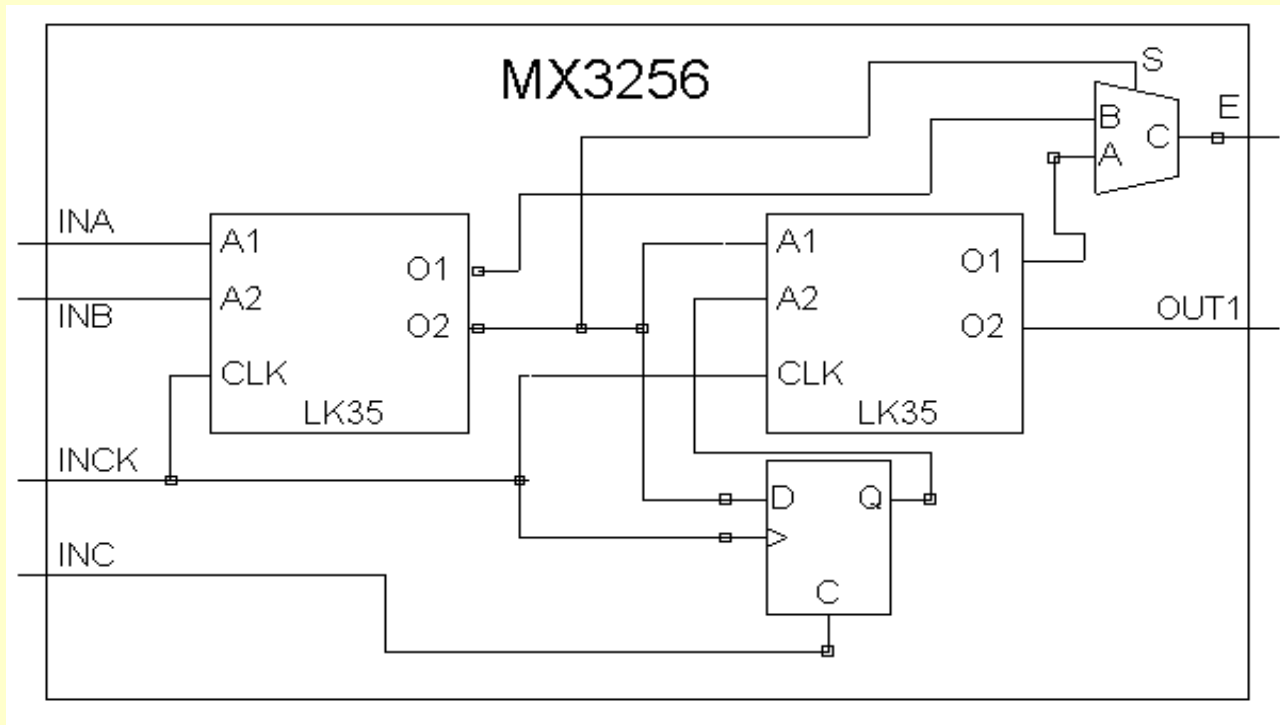 MX3256
S
E
B
C
A
INA
A1
O1
A2
INB
O2
CLK
LK35
A1
O1
A2
O2
OUT1
CLK
LK35
INCK
D
Q
INC
C